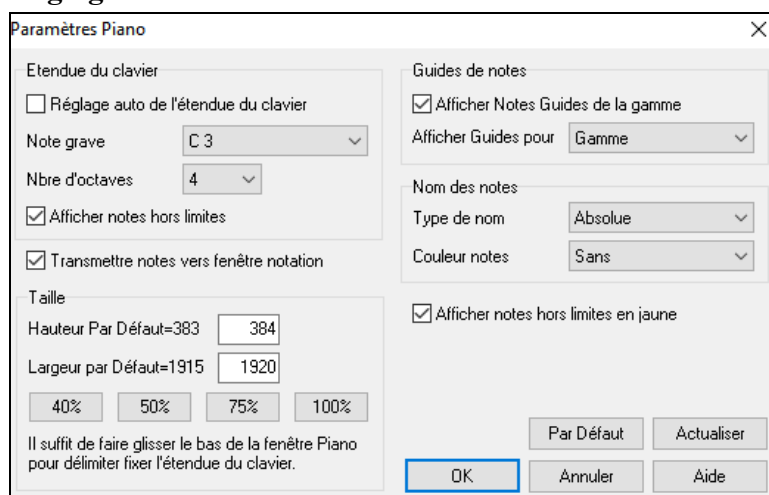 Paramètres Piano
Etendue du clavier
Réglage auto de l'étendue du clavier
Note grave C 3
Nbre d'octaves 4
Afficher notes hors limites
Transmettre notes vers fenêtre notation
Taille
Hauteur Par Défaut=383 384
Largeur par Défaut=1915 1920
40% 50% 75% 100%
Il suffit de faire glisser le bas de la fenêtre Piano
pour délimiter fixer l'étendue du clavier.
Guides de notes
Afficher Notes Guides de la gamme
Afficher Guides pour Gamme
Nom des notes
Type de nom Absolue
Couleur notes Sans
Afficher notes hors limites en jaune
Par Défaut Actualiser
OK Annuler Aide